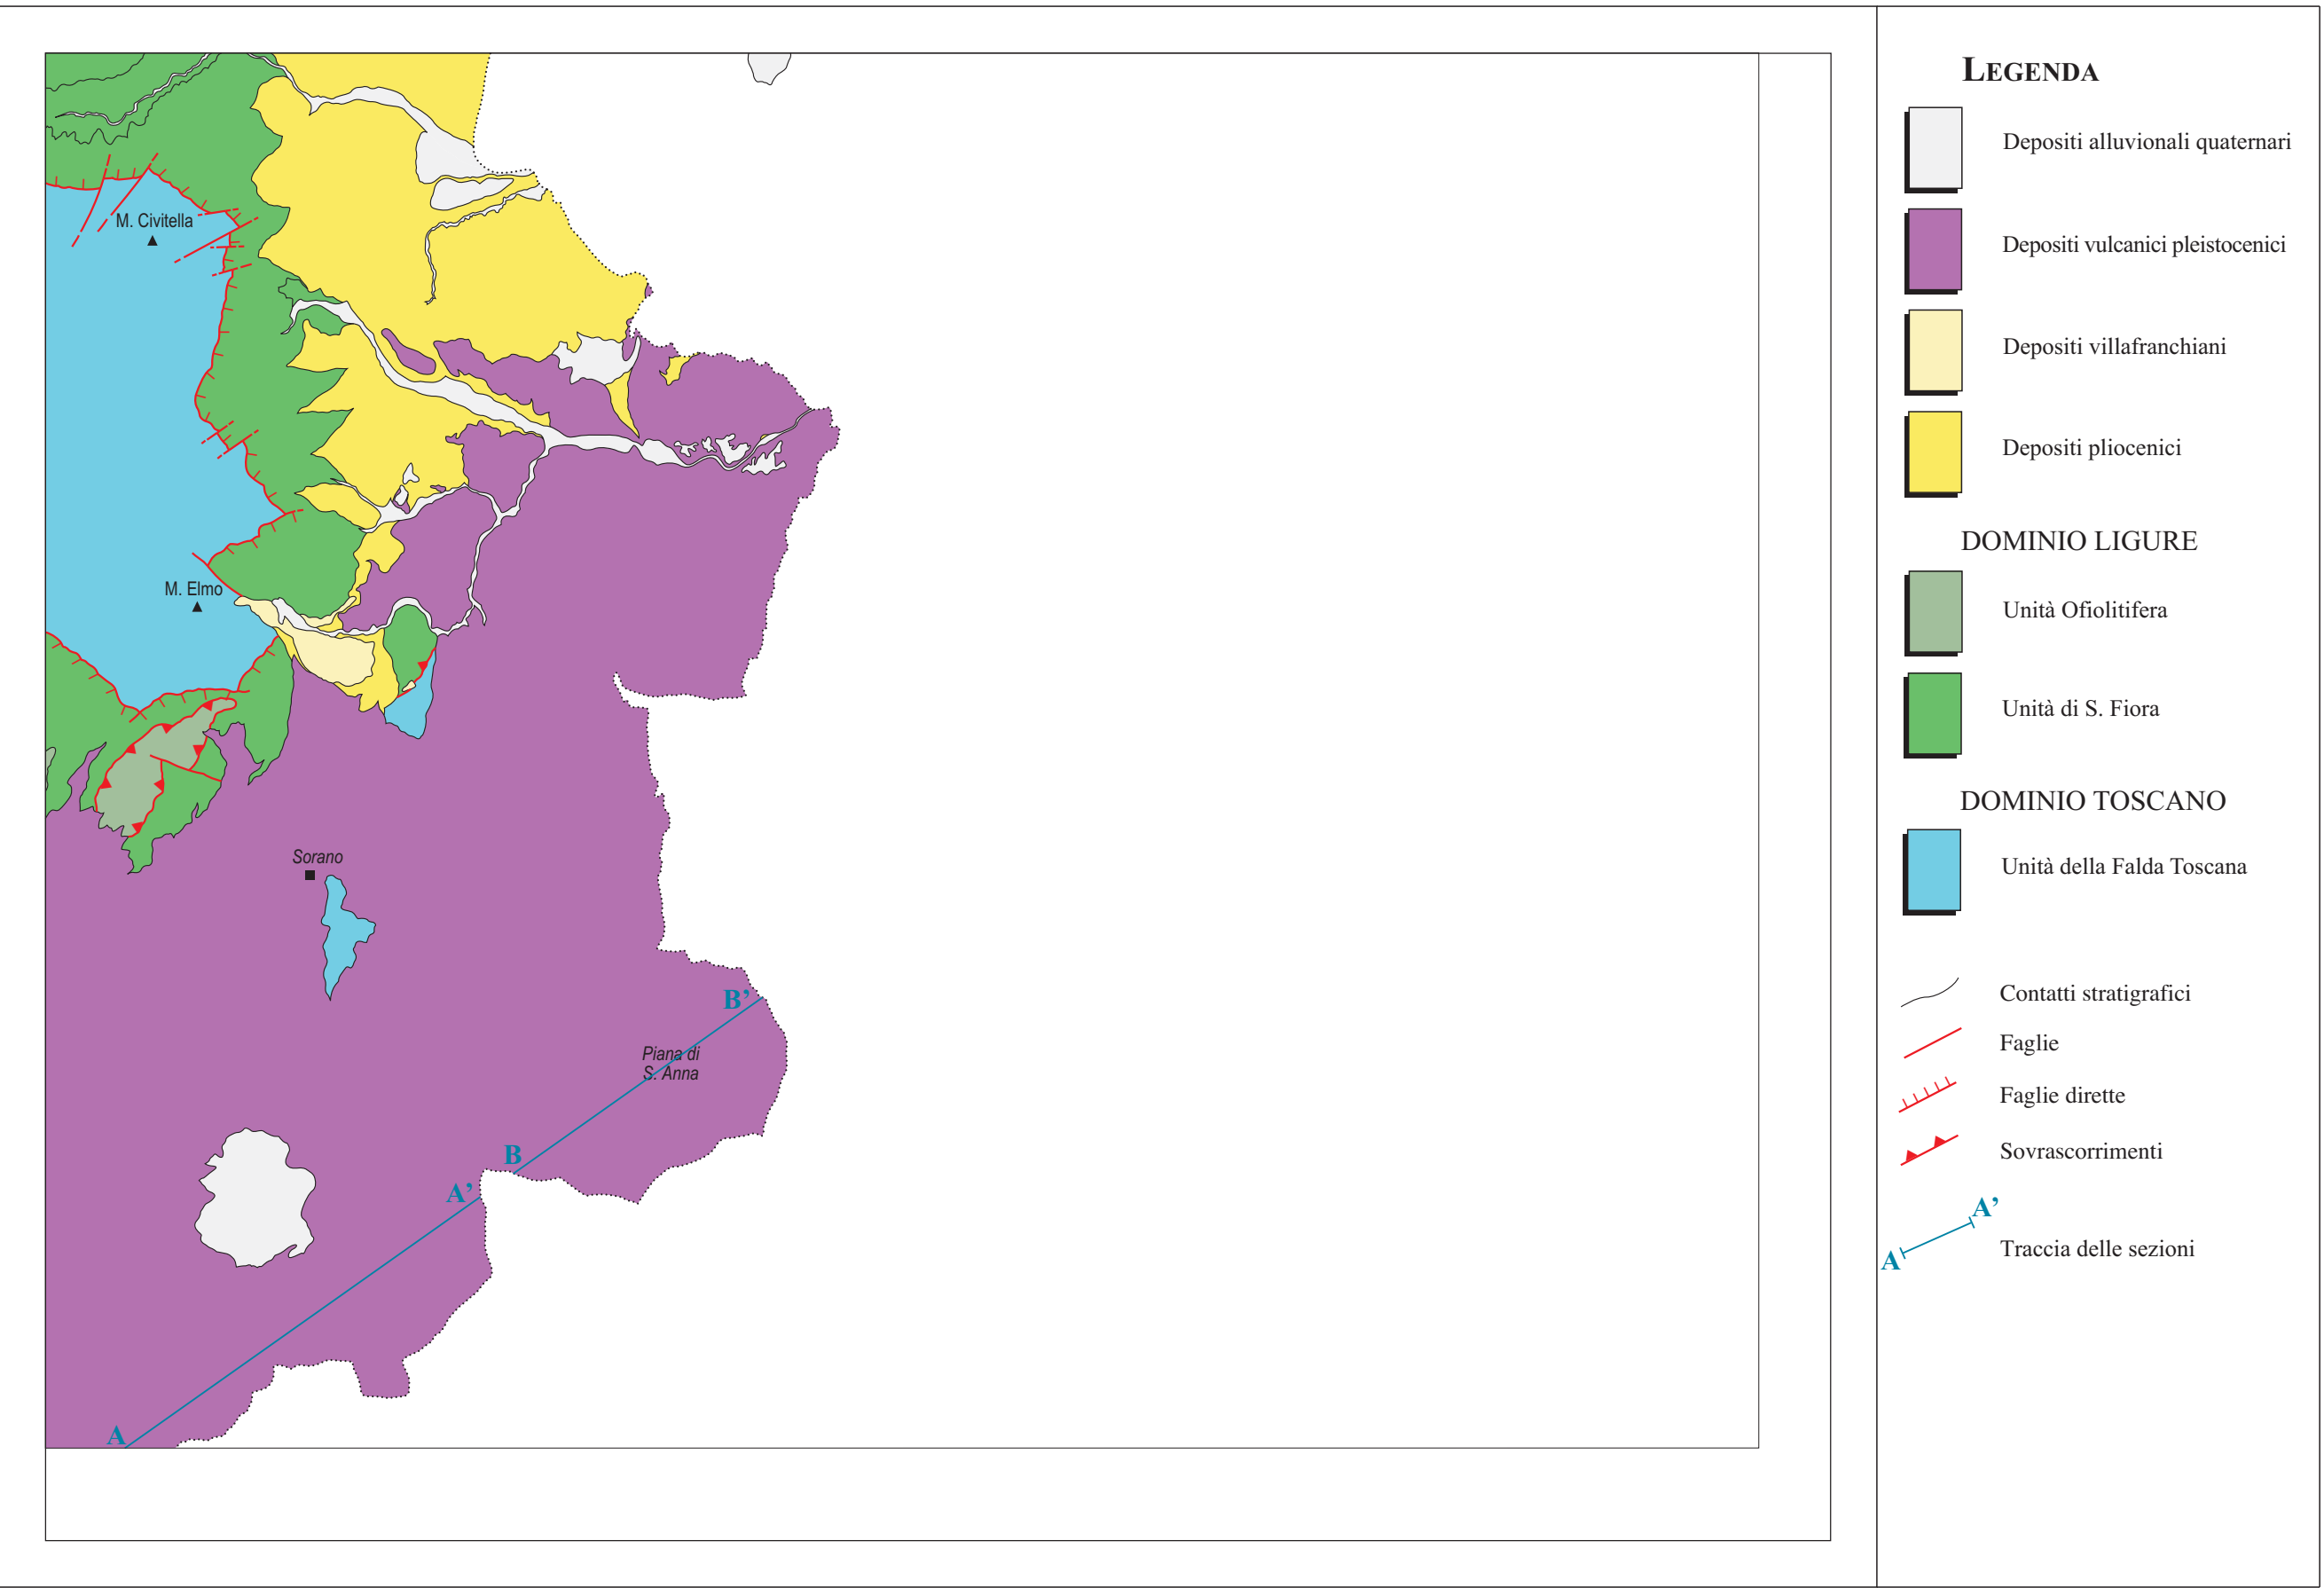 M. Civitella
M. Elmo
Sorano
B’
Piana di
S. Anna
B
A’
A
LEGENDA
Depositi alluvionali quaternari
Depositi vulcanici pleistocenici
Depositi villafranchiani
Depositi pliocenici
DOMINIO LIGURE
Unità Ofiolitifera
Unità di S. Fiora
DOMINIO TOSCANO
Unità della Falda Toscana
Contatti stratigrafici
Faglie
Faglie dirette
Sovrascorrimenti
A’
A
Traccia delle sezioni